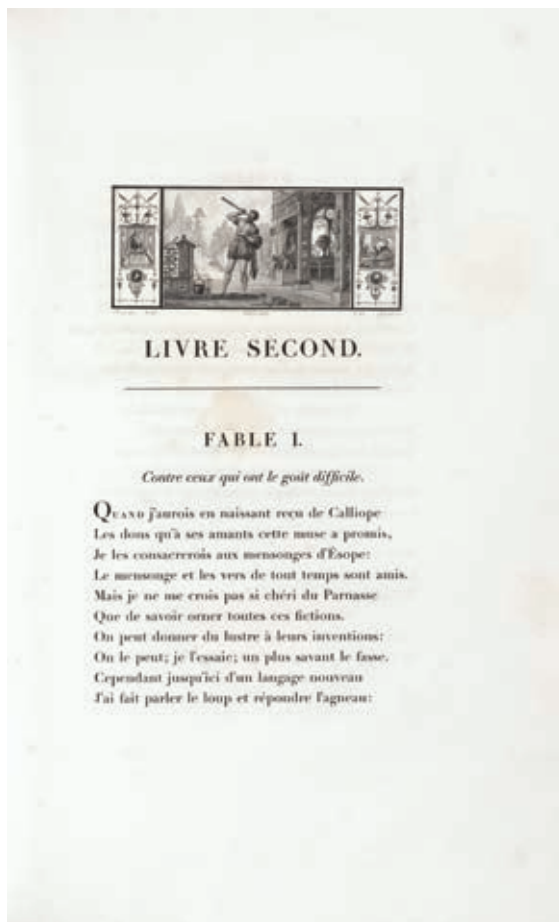 LIVRE SECOND.
FABLE I.
Contre ceux qui ont le goût difficile.
QUAND j'aurois en naissant reçu de Calliope
Les dons qu'à ses amants cette muse a promis,
Je les consacrerois aux mensonges d'Ésope:
Le mensonge et les vers de tout temps sont amis.
Mais je ne me crois pas si chéri du Parnasse
Que de savoir orner toutes ces fictions.
On peut donner du lustre à leurs inventions:
On le peut; je l'essaie; un plus savant le fasse.
Cependant jusqu'ici d'un langage nouveau
J'ai fait parler le loup et répondre l'agneau: